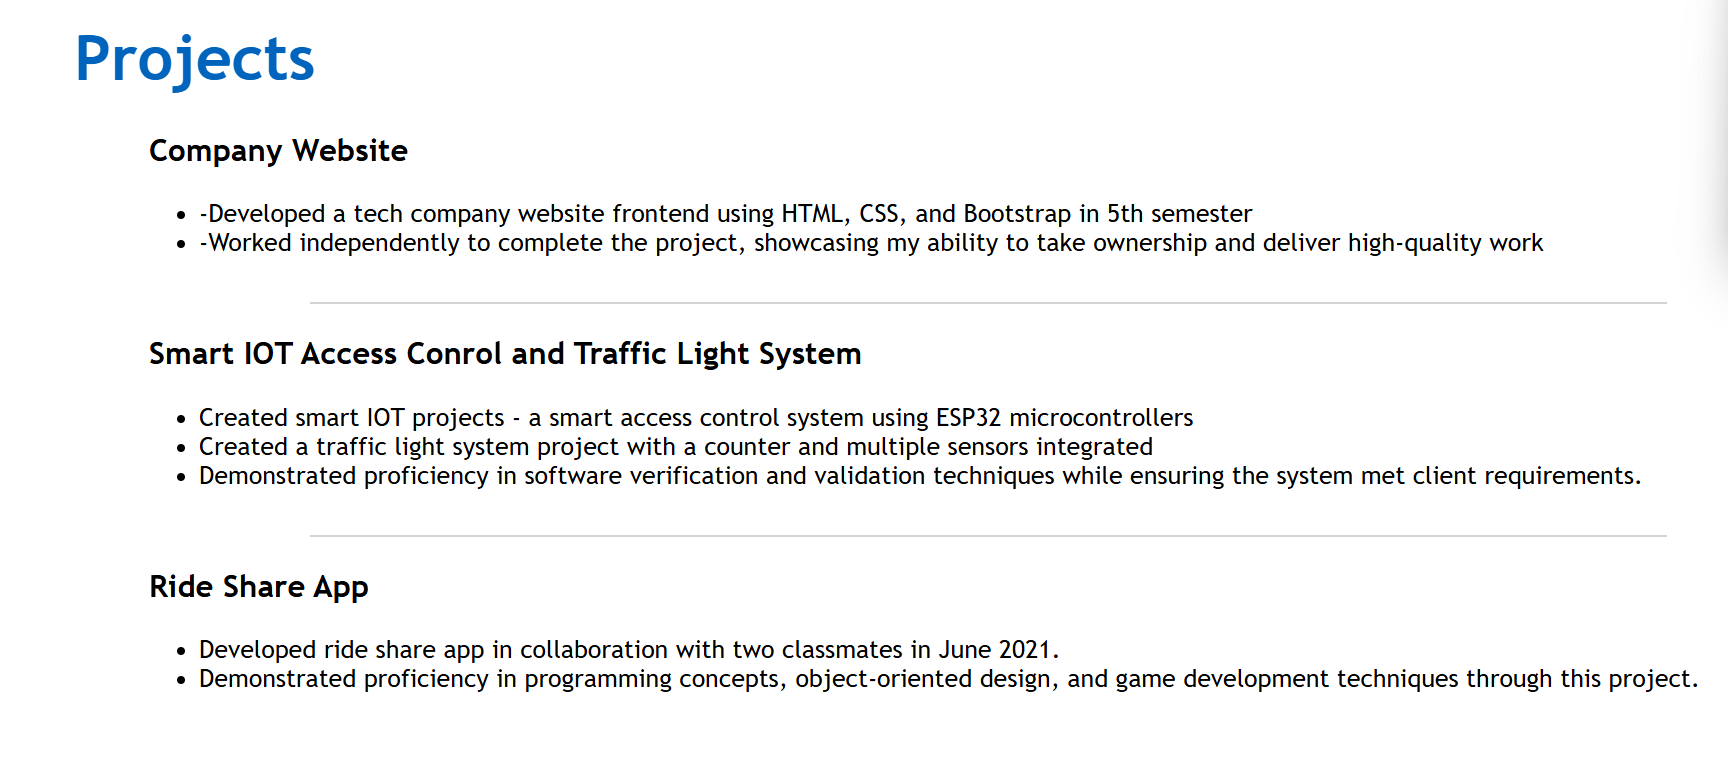 Projects
Company Website
-Developed a tech company website frontend using HTML, CSS, and Bootstrap in 5th semester
-Worked independently to complete the project, showcasing my ability to take ownership and deliver high-quality work
Smart IOT Access Conrol and Traffic Light System
Created smart IOT projects - a smart access control system using ESP32 microcontrollers
Created a traffic light system project with a counter and multiple sensors integrated
Demonstrated proficiency in software verification and validation techniques while ensuring the system met client requirements.
Ride Share App
Developed ride share app in collaboration with two classmates in June 2021.
Demonstrated proficiency in programming concepts, object-oriented design, and game development techniques through this project.